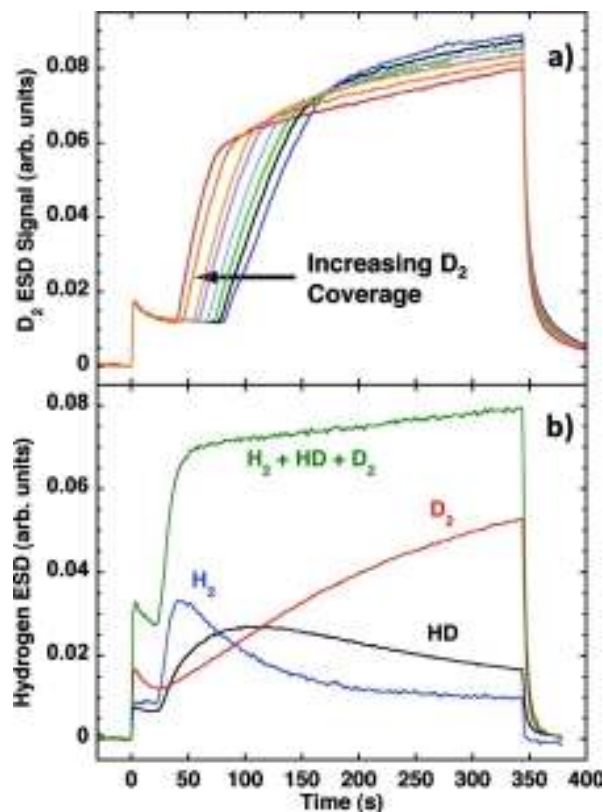 a)
0.08
0.06
0.04
0.02
0
D₂ ESD Signal (arb. units)
Increasing D₂
Coverage
b)
0.08
0.06
0.04
0.02
0
Hydrogen ESD (arb. units)
H₂ + HD + D₂
D₂
H₂
HD
0 50 100 150 200 250 300 350 400
Time (s)